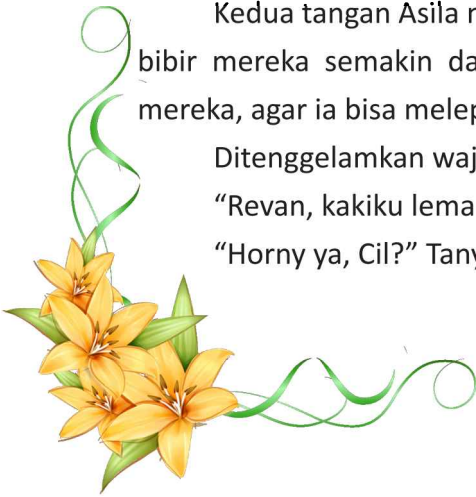 Kedua tangan Asila
bibir mereka semakin
mereka, agar ia bisa
Ditenggelamkan
“Revan, kakiku
“Horny ya, Cil?”